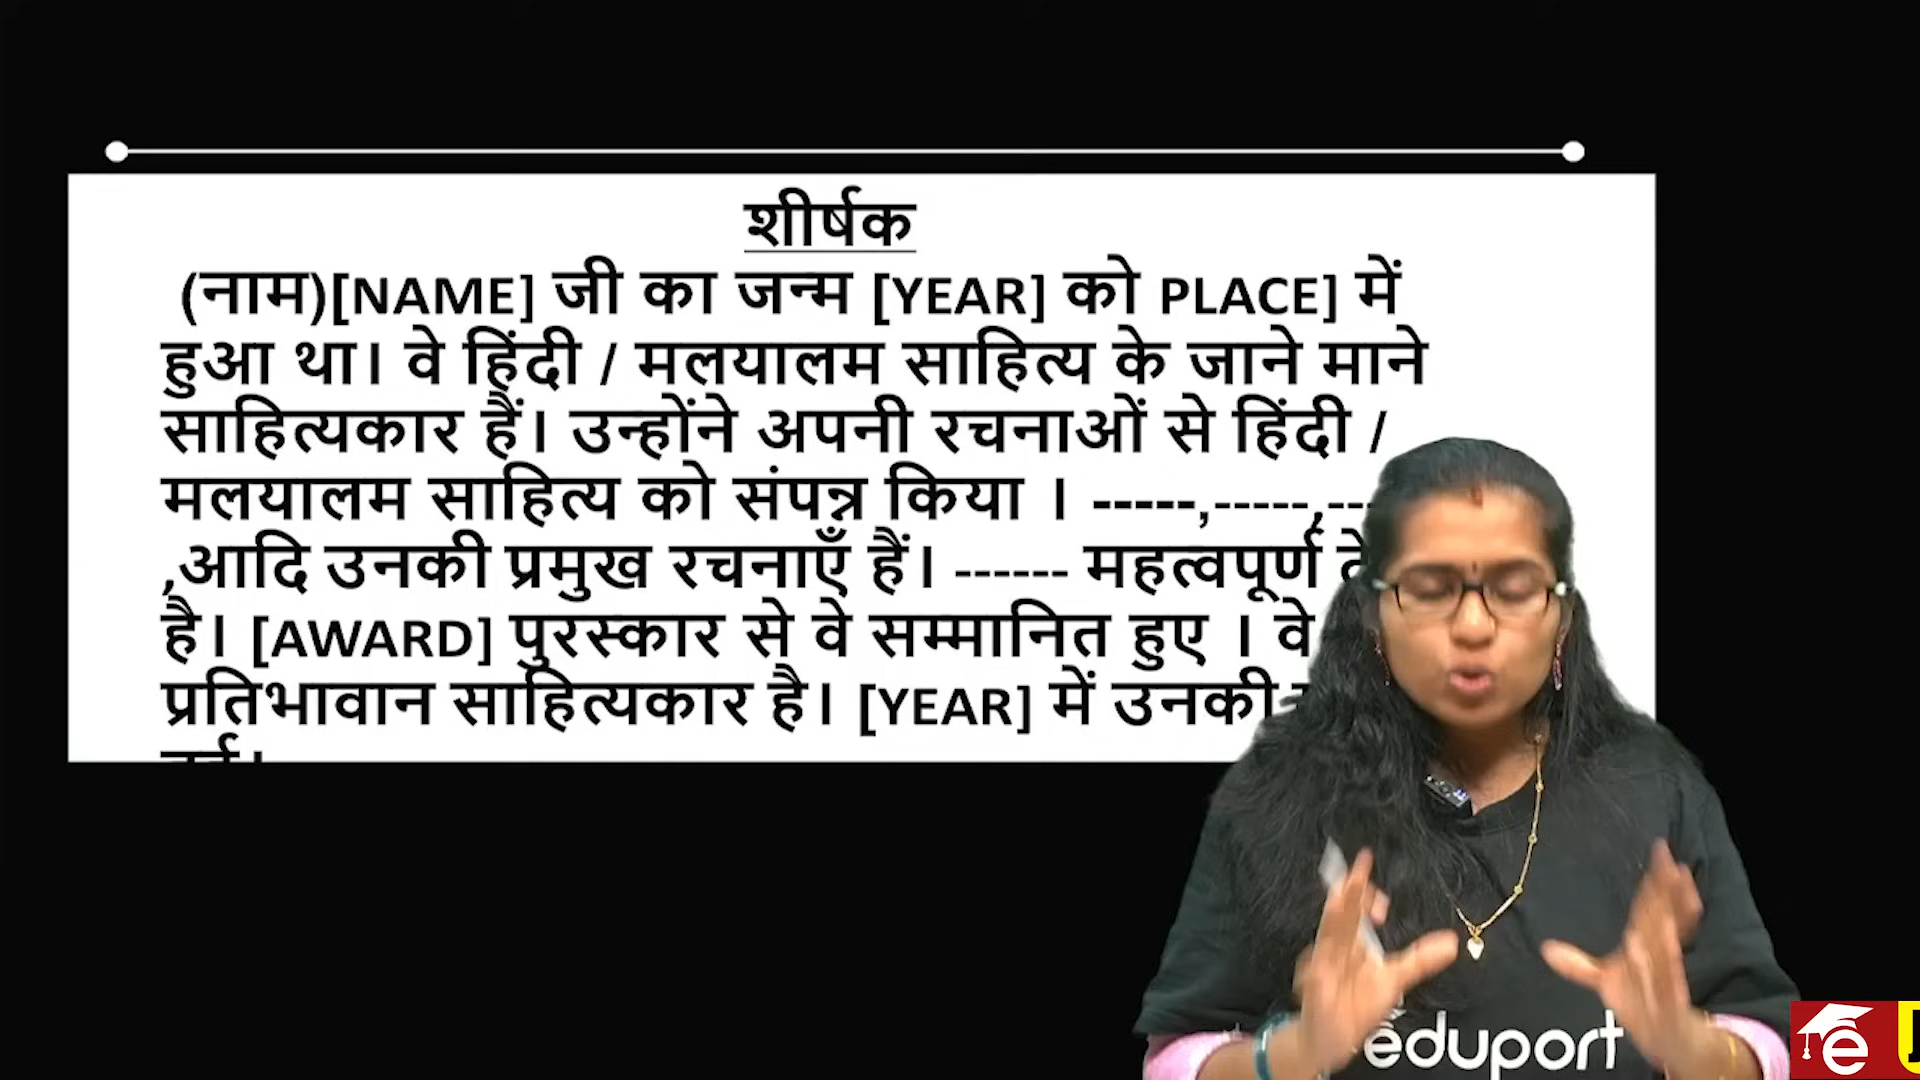 शीर्षक
(नाम)[NAME] जी का जन्म [YEAR] को PLACE] में
हुआ था। वे हिंदी / मलयालम साहित्य के जाने माने
साहित्यकार हैं। उन्होंने अपनी रचनाओं से हिंदी /
मलयालम साहित्य को संपन्न किया । -----,-----,---
,आदि उनकी प्रमुख रचनाएँ हैं। ------ महत्वपूर्ण
है। [AWARD] पुरस्कार से वे सम्मानित हुए । वे
प्रतिभावान साहित्यकार है। [YEAR] में उनकी
eduport